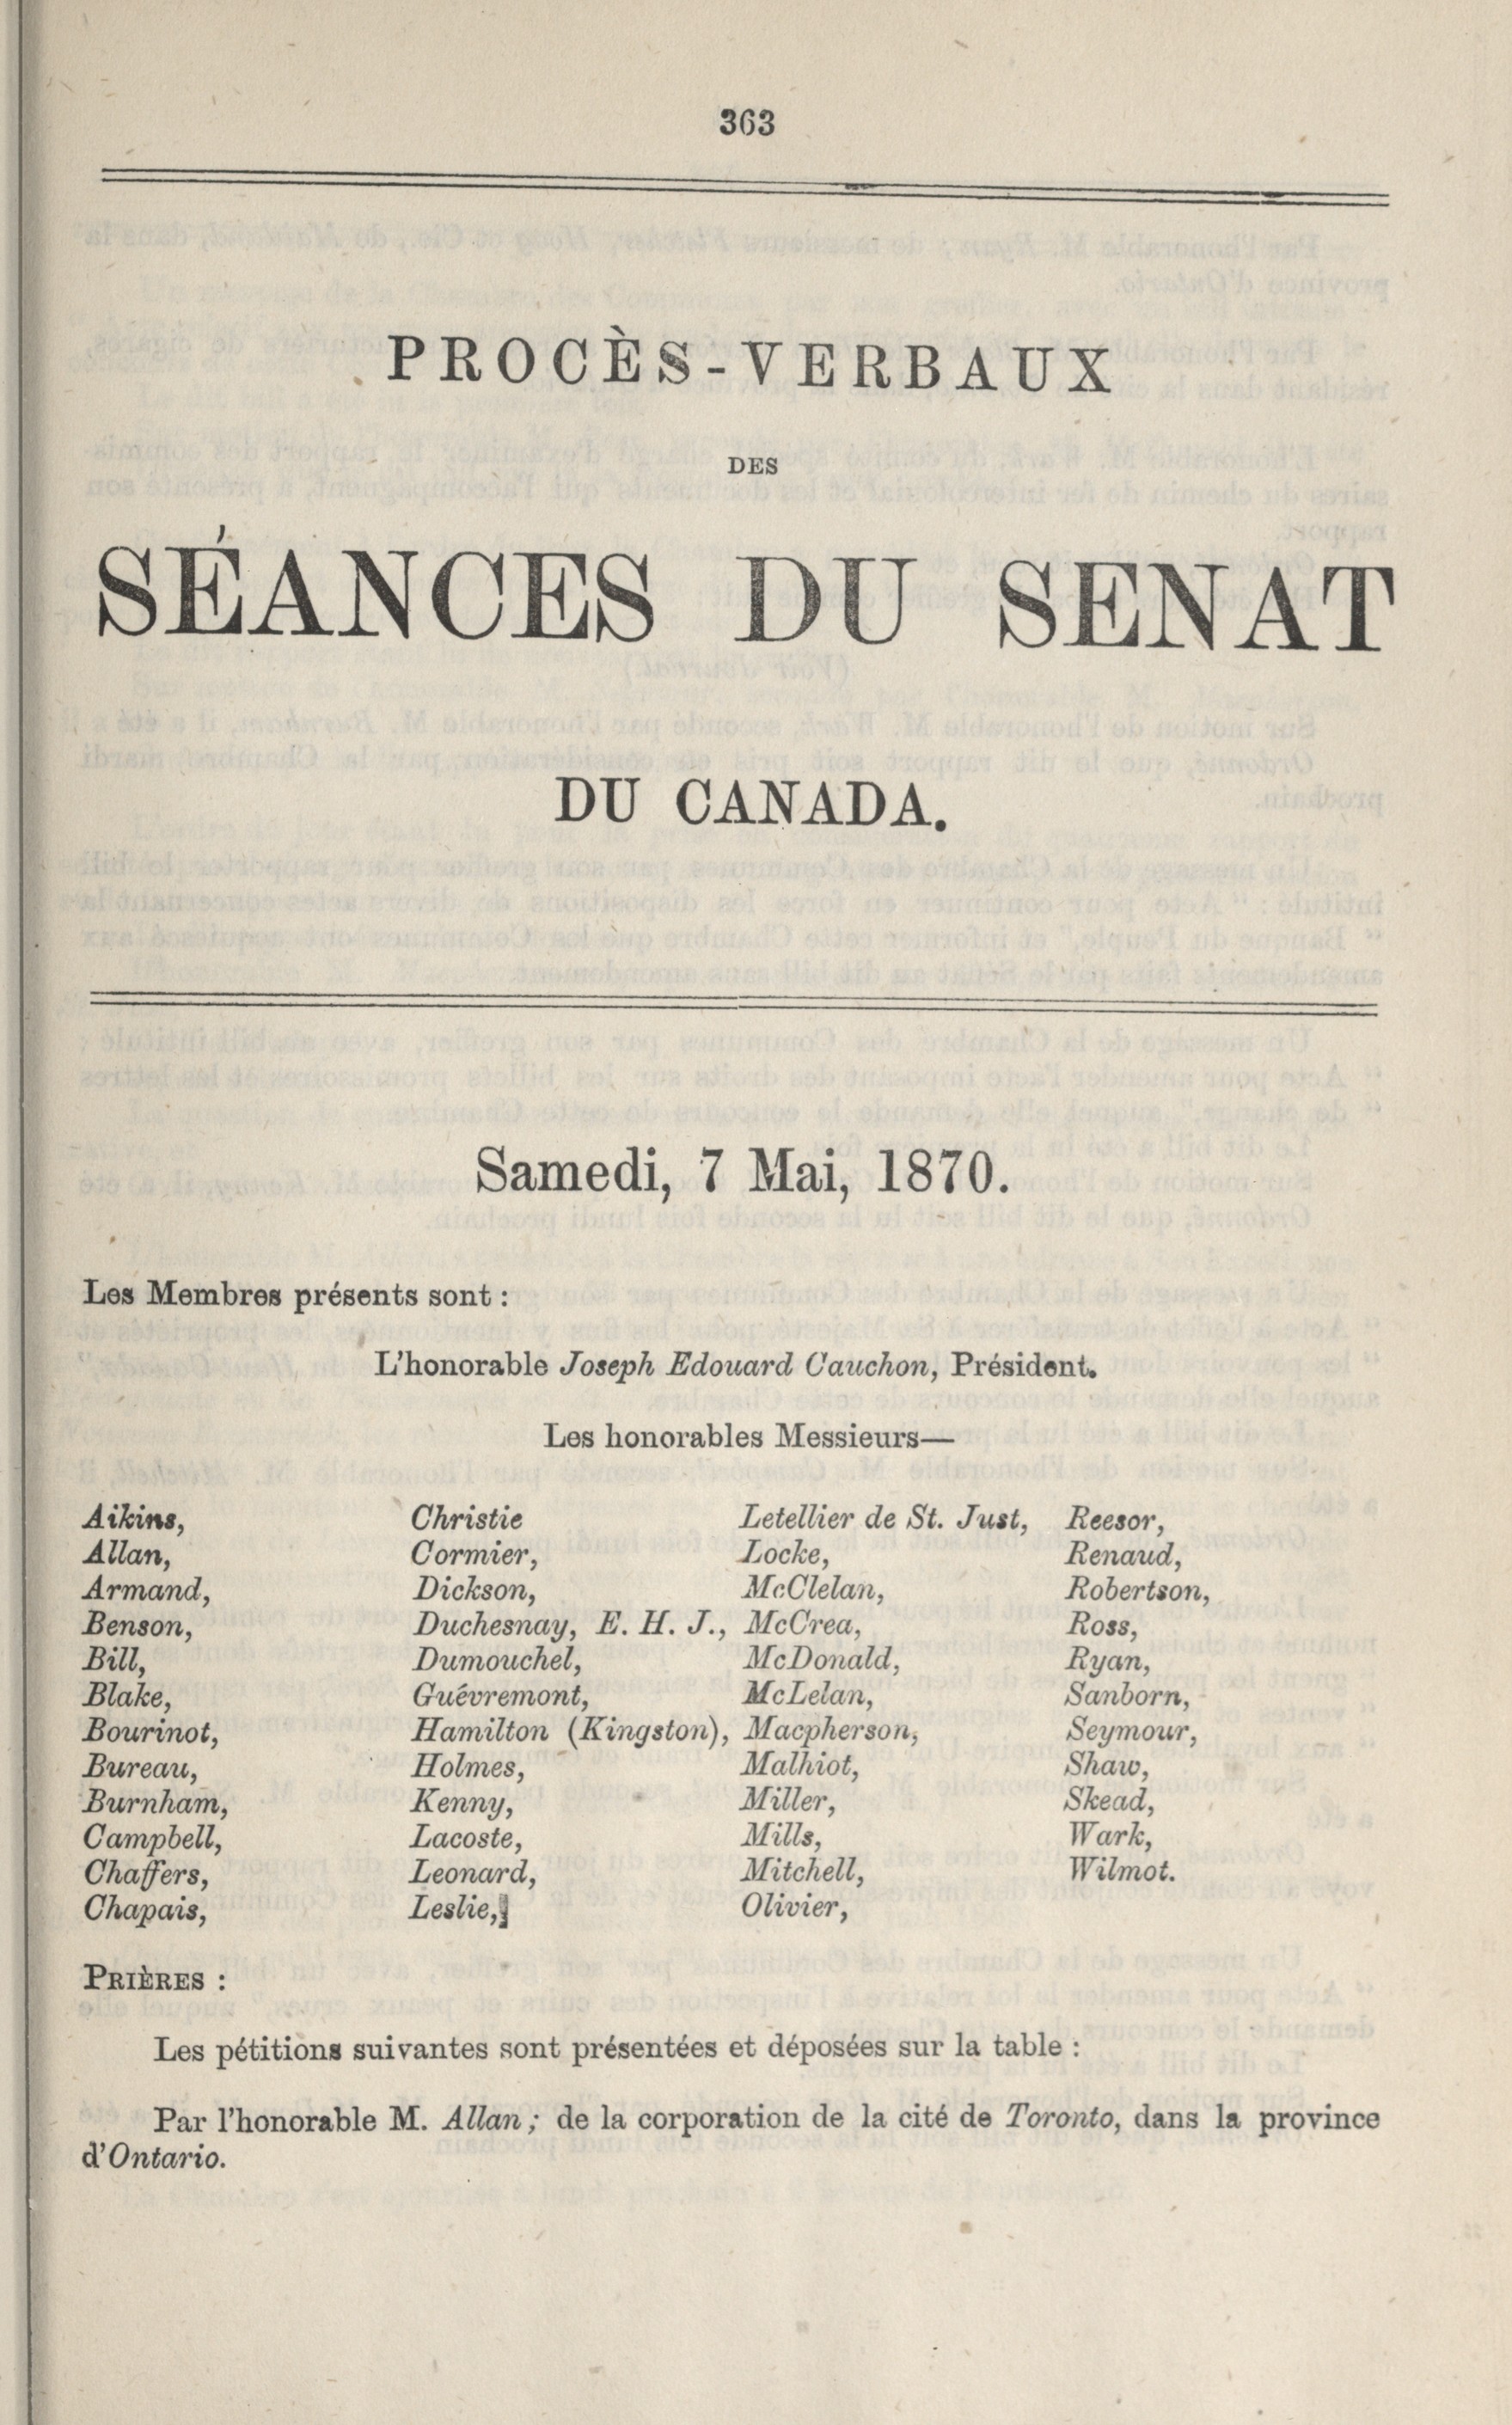 363
PROCÈS-VERBAUX
DES
SÉANCES DU SENAT
DU CANADA.
Samedi, 7 Mai, 1870.
Les Membres présents sont :
L'honorable Joseph Edouard Cauchon, Président.
Les honorables Messieurs—
Aikins,
Allan,
Armand,
Benson,
Bill,
Blake,
Bourinot,
Bureau,
Burnham,
Campbell,
Chaffers,
Chapais,
Christie
Cormier,
Dickson,
Duchesnay, E. H. J.,
Dumouchel,
Guévremont,
Hamilton (Kingston),
Holmes,
Kenny,
Lacoste,
Leonard,
Leslie,
Letellier de St. Just,
Locke,
McClelan,
McCrea,
McDonald,
McLelan,
Macpherson,
Malhiot,
Miller,
Mills,
Mitchell,
Olivier,
Reesor,
Renaud,
Robertson,
Ross,
Ryan,
Sanborn,
Seymour,
Shaw,
Skead,
Wark,
Wilmot.
PRIÈRES :
Les pétitions suivantes sont présentées et déposées sur la table :
Par l'honorable M. Allan ; de la corporation de la cité de Toronto, dans la province
d'Ontario.